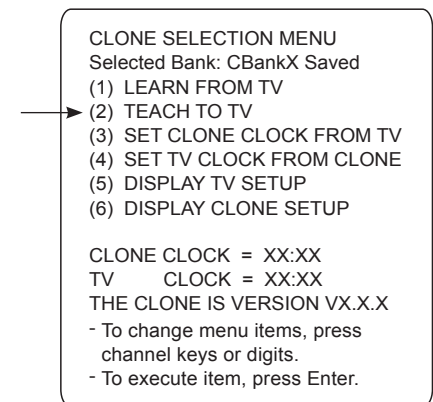 CLONE SELECTION MENU
Selected Bank: CBankX Saved
(1) LEARN FROM TV
(2) TEACH TO TV
(3) SET CLONE CLOCK FROM TV
(4) SET TV CLOCK FROM CLONE
(5) DISPLAY TV SETUP
(6) DISPLAY CLONE SETUP
CLONE CLOCK = XX:XX
TV CLOCK = XX:XX
THE CLONE IS VERSION VX.X.X
- To change menu items, press
channel keys or digits.
- To execute item, press Enter.